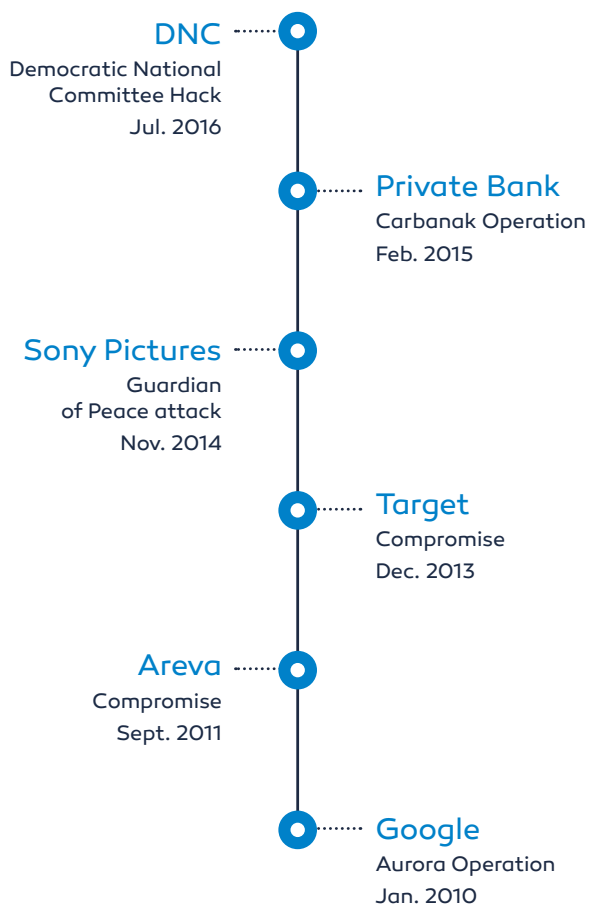 DNC
Democratic National
Committee Hack
Jul. 2016
Private Bank
Carbanak Operation
Feb. 2015
Sony Pictures
Guardian
of Peace attack
Nov. 2014
Target
Compromise
Dec. 2013
Areva
Compromise
Sept. 2011
Google
Aurora Operation
Jan. 2010